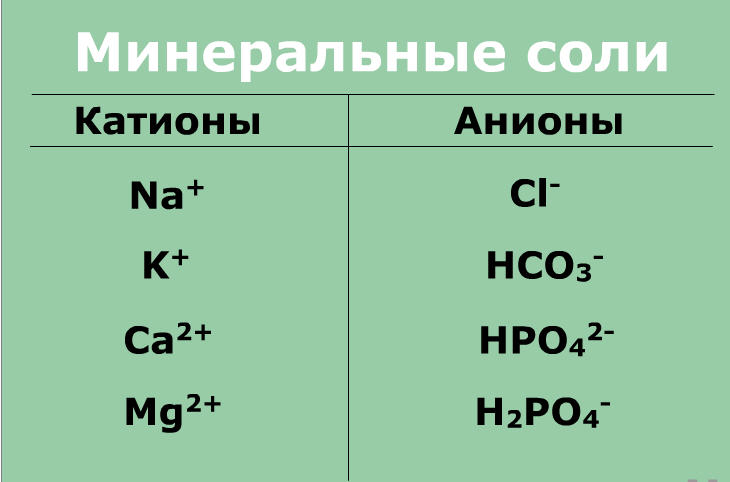 Минеральные соли
Катионы Анионы
Na⁺ Cl⁻
K⁺ HCO₃⁻
Ca²⁺ HPO₄²⁻
Mg²⁺ H₂PO₄⁻